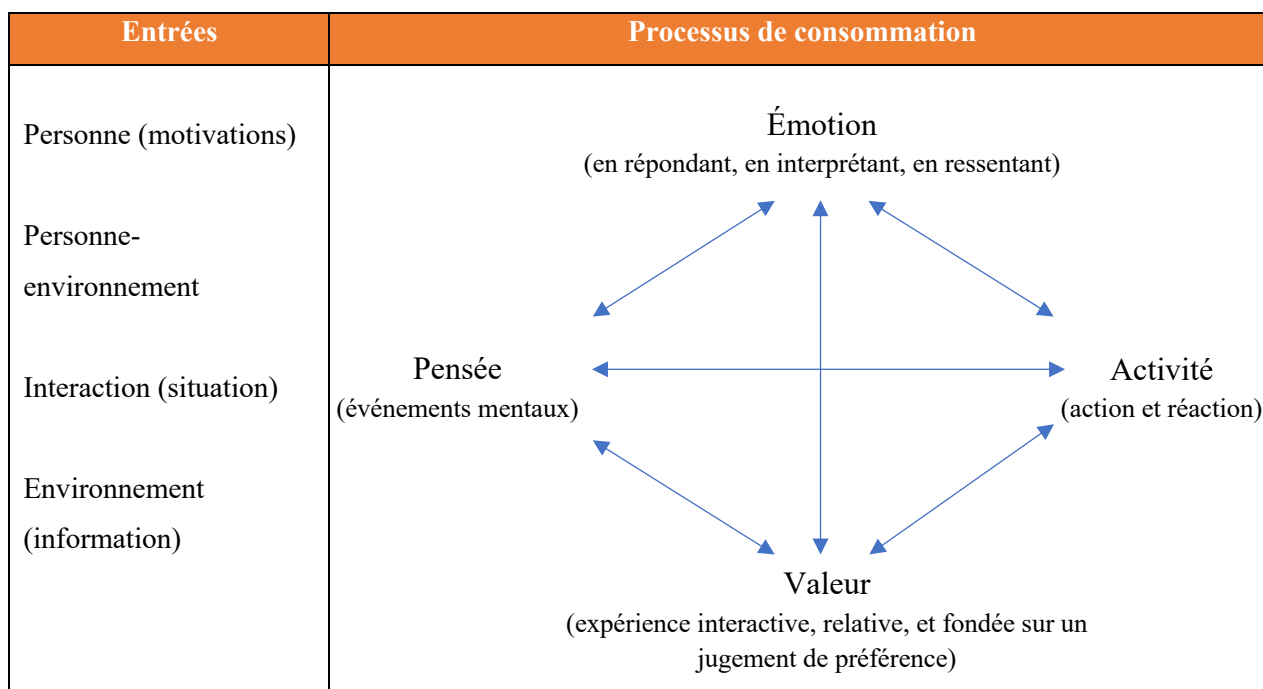 Entrées
Processus de consommation
Personne (motivations)
Personne-
environnement
Interaction (situation)
Environnement
(information)
Émotion
(en répondant, en interprétant, en ressentant)
Pensée
(événements mentaux)
Activité
(action et réaction)
Valeur
(expérience interactive, relative, et fondée sur un
jugement de préférence)